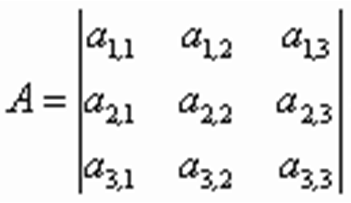 a1,1 a1,2 a1,3
A = a2,1 a2,2 a2,3
a3,1 a3,2 a3,3